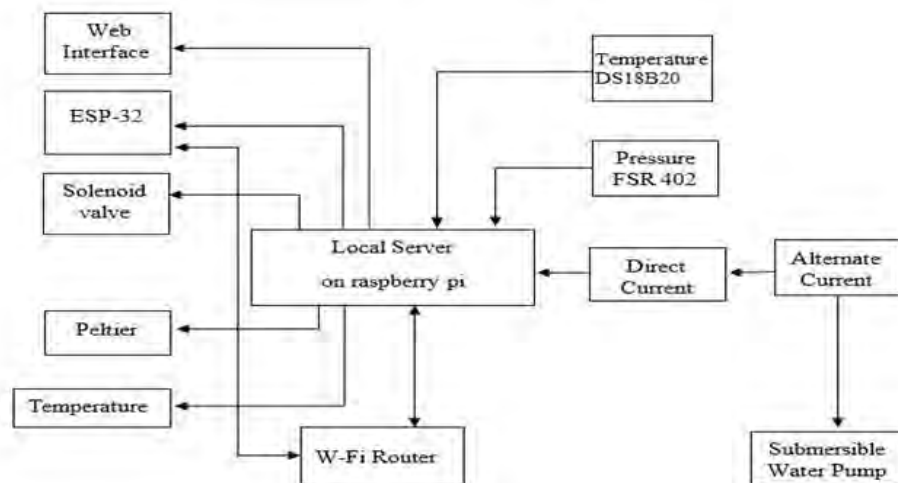 Web
Interface
ESP-32
Solenoid
valve
Peltier
Temperature
Local Server
on raspberry pi
W-Fi Router
Temperature
DS18B20
Pressure
FSR 402
Direct
Current
Alternate
Current
Submersible
Water Pump